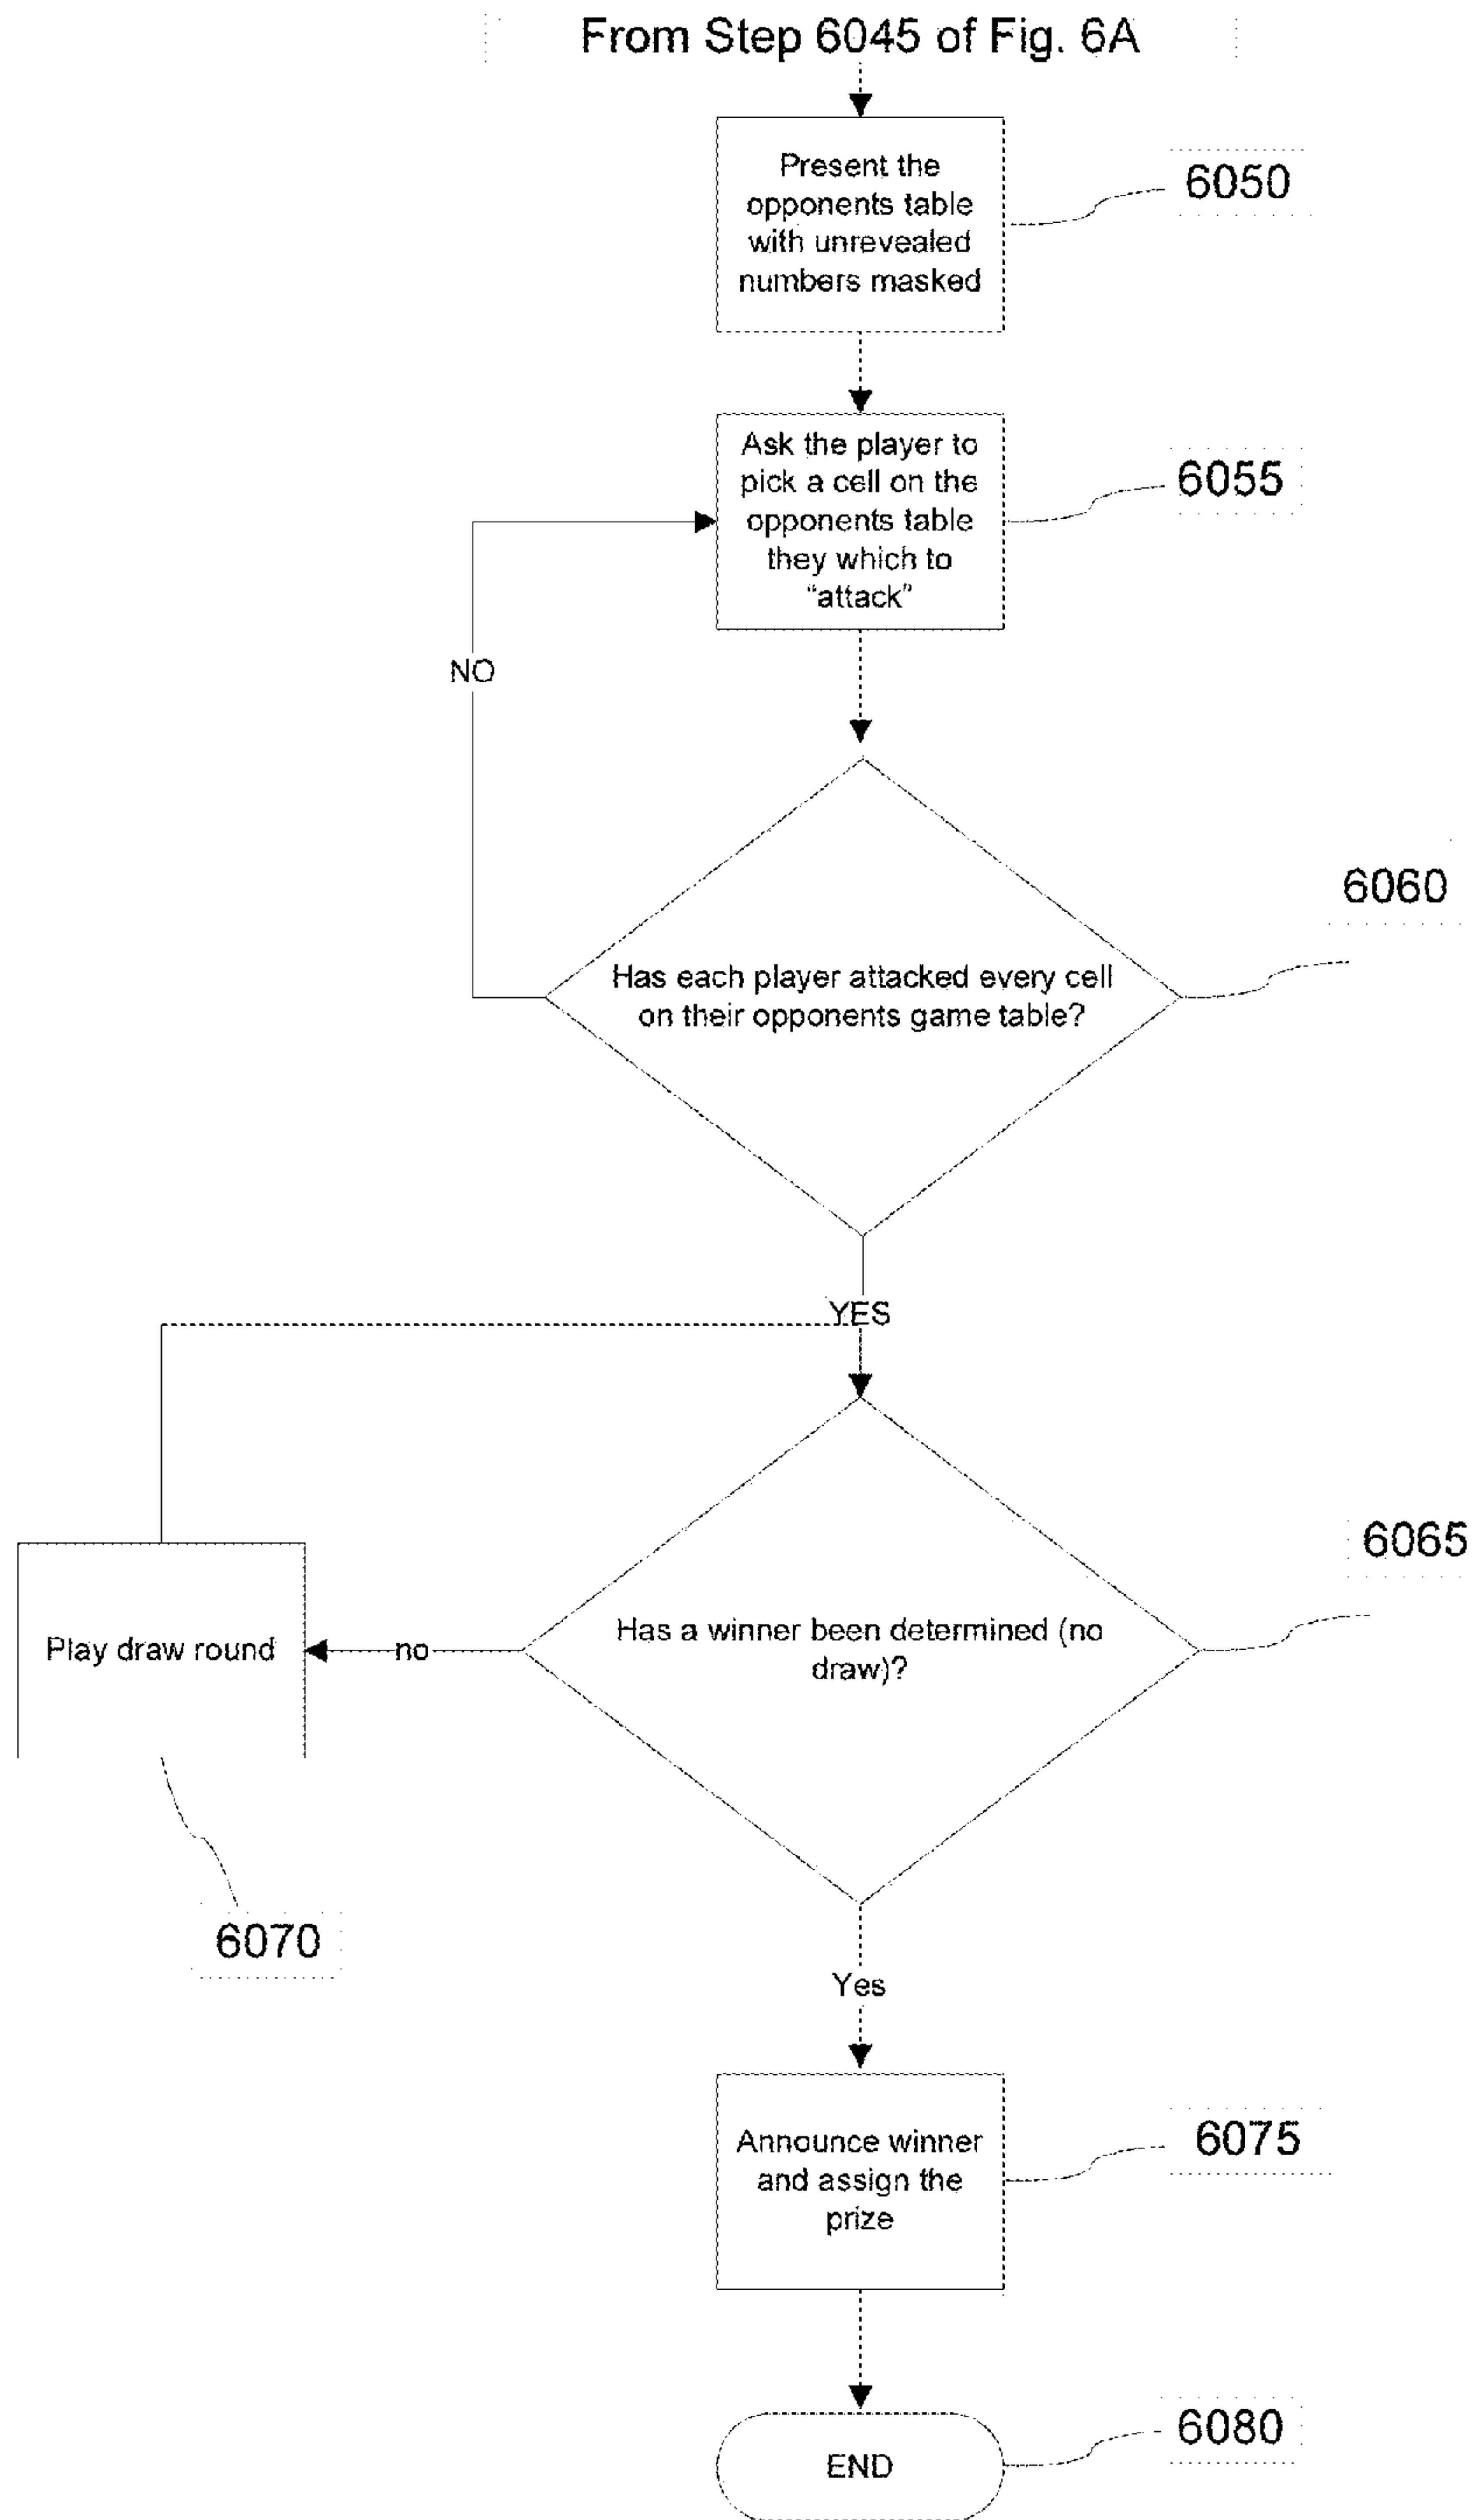 From Step 6045 of Fig. 6A
Present the
opponents table
with unrevealed
numbers masked
6050
Ask the player to
pick a cell on the
opponents table
they which to
“attack”
6055
NO
6060
Has each player attacked every cell
on their opponents game table?
YES
6065
Has a winner been determined (no
draw)?
no
Play draw round
6070
Yes
Announce winner
and assign the
prize
6075
END
6080